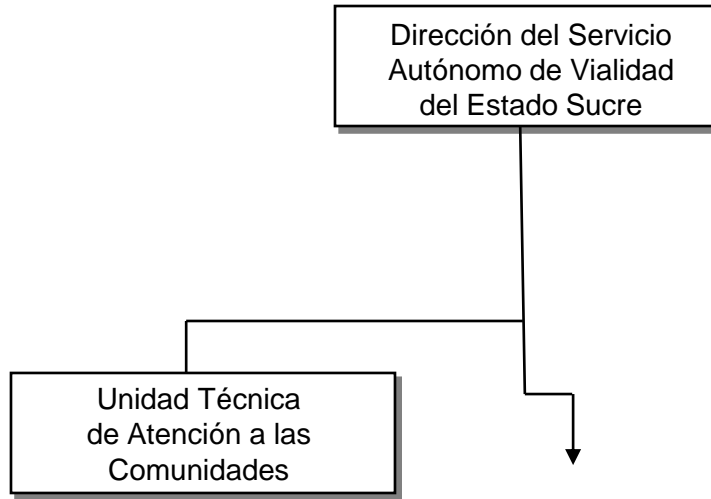 Dirección del Servicio
Autónomo de Vialidad
del Estado Sucre
Unidad Técnica
de Atención a las
Comunidades